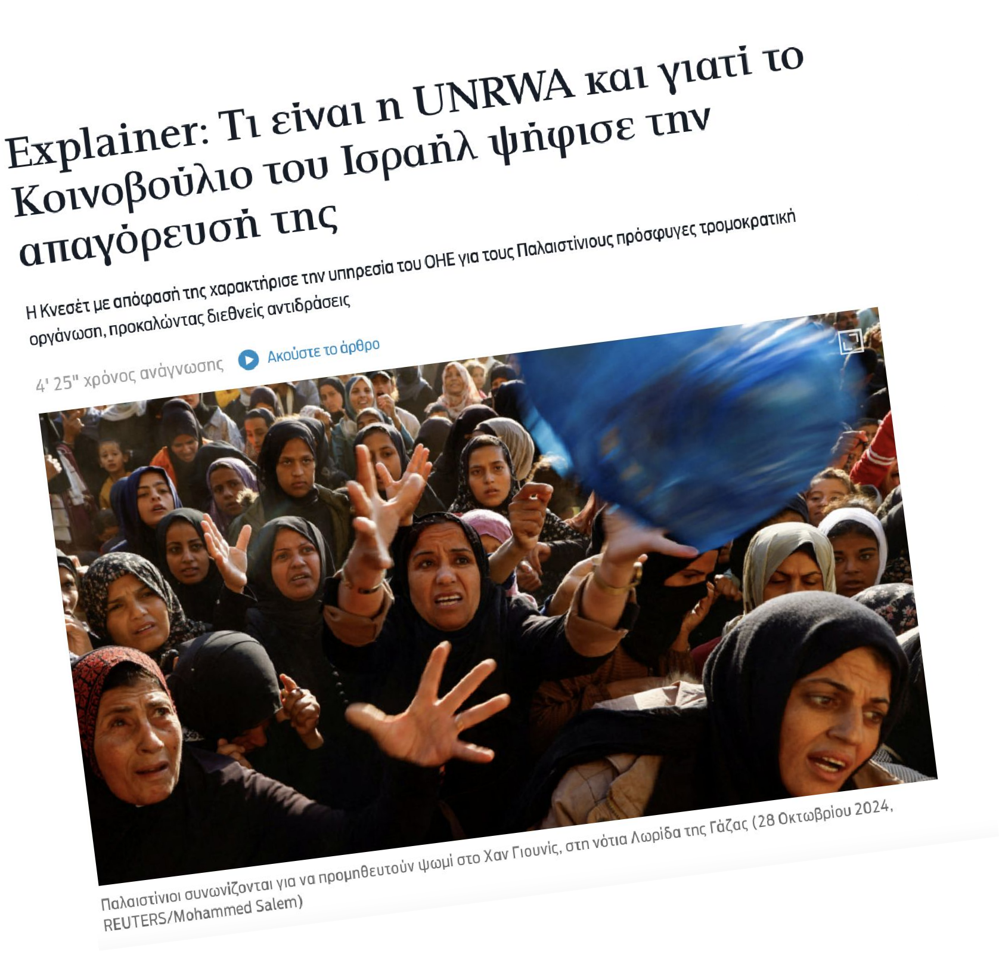 Explainer: Τι είναι η UNRWA και γιατί το
Κοινοβούλιο του Ισραήλ ψήφισε την
απαγόρευσή της
Η Κνεσέτ με απόφασή της χαρακτήρισε την υπηρεσία του ΟΗΕ για τους Παλαιστίνιους πρόσφυγες τρομοκρατική
οργάνωση, προκαλώντας διεθνείς αντιδράσεις
4' 25" χρόνος ανάγνωσης
Ακούστε το άρθρο
Παλαιστίνιοι συνωνίζονται για να προμηθευτούν ψωμί στο Χαν Γιουνίς, στη νότια Λωρίδα της Γάζας (28 Οκτωβρίου 2024,
REUTERS/Mohammed Salem)